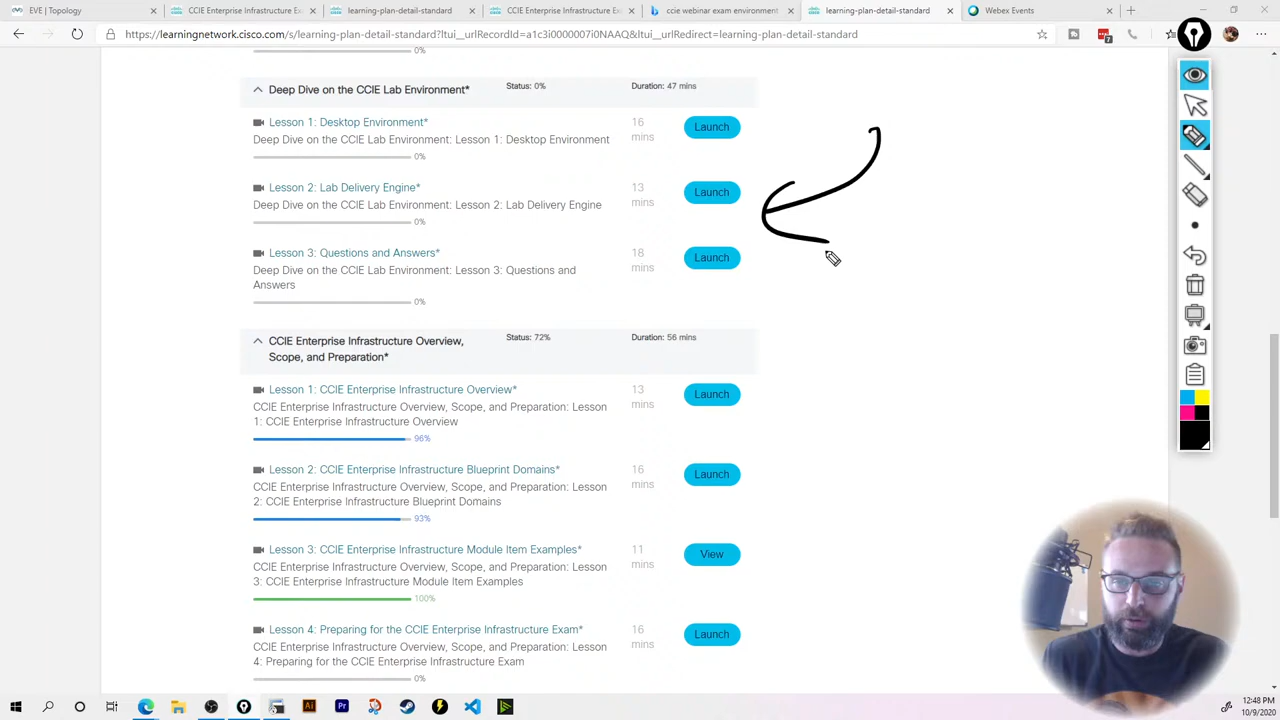 EVE | Topology
CCIE Enterprise Infrastructure Ex
learning-plan-detail-standard
CCIE Enterprise Infrastructure Ex
ccie webinar exam environment
learning-plan-detail-standard
Webex Events
https://learningnetwork.cisco.com/s/learning-plan-detail-standard?ltui__urlRecordId=a1c3i0000007i0NAAQ&ltui__urlRedirect=learning-plan-detail-standard
0%
Deep Dive on the CCIE Lab Environment* Status: 0% Duration: 47 mins
Lesson 1: Desktop Environment* 16 mins Launch
Deep Dive on the CCIE Lab Environment: Lesson 1: Desktop Environment
0%
Lesson 2: Lab Delivery Engine* 13 mins Launch
Deep Dive on the CCIE Lab Environment: Lesson 2: Lab Delivery Engine
0%
Lesson 3: Questions and Answers* 18 mins Launch
Deep Dive on the CCIE Lab Environment: Lesson 3: Questions and
Answers
0%
CCIE Enterprise Infrastructure Overview, Status: 72% Duration: 56 mins
Scope, and Preparation*
Lesson 1: CCIE Enterprise Infrastructure Overview* 13 mins Launch
CCIE Enterprise Infrastructure Overview, Scope, and Preparation: Lesson
1: CCIE Enterprise Infrastructure Overview
96%
Lesson 2: CCIE Enterprise Infrastructure Blueprint Domains* 16 mins Launch
CCIE Enterprise Infrastructure Overview, Scope, and Preparation: Lesson
2: CCIE Enterprise Infrastructure Blueprint Domains
93%
Lesson 3: CCIE Enterprise Infrastructure Module Item Examples* 11 mins View
CCIE Enterprise Infrastructure Overview, Scope, and Preparation: Lesson
3: CCIE Enterprise Infrastructure Module Item Examples
100%
Lesson 4: Preparing for the CCIE Enterprise Infrastructure Exam* 16 mins Launch
CCIE Enterprise Infrastructure Overview, Scope, and Preparation: Lesson
4: Preparing for the CCIE Enterprise Infrastructure Exam
0%
Ai
Pr
12:48 PM
10/9/2020